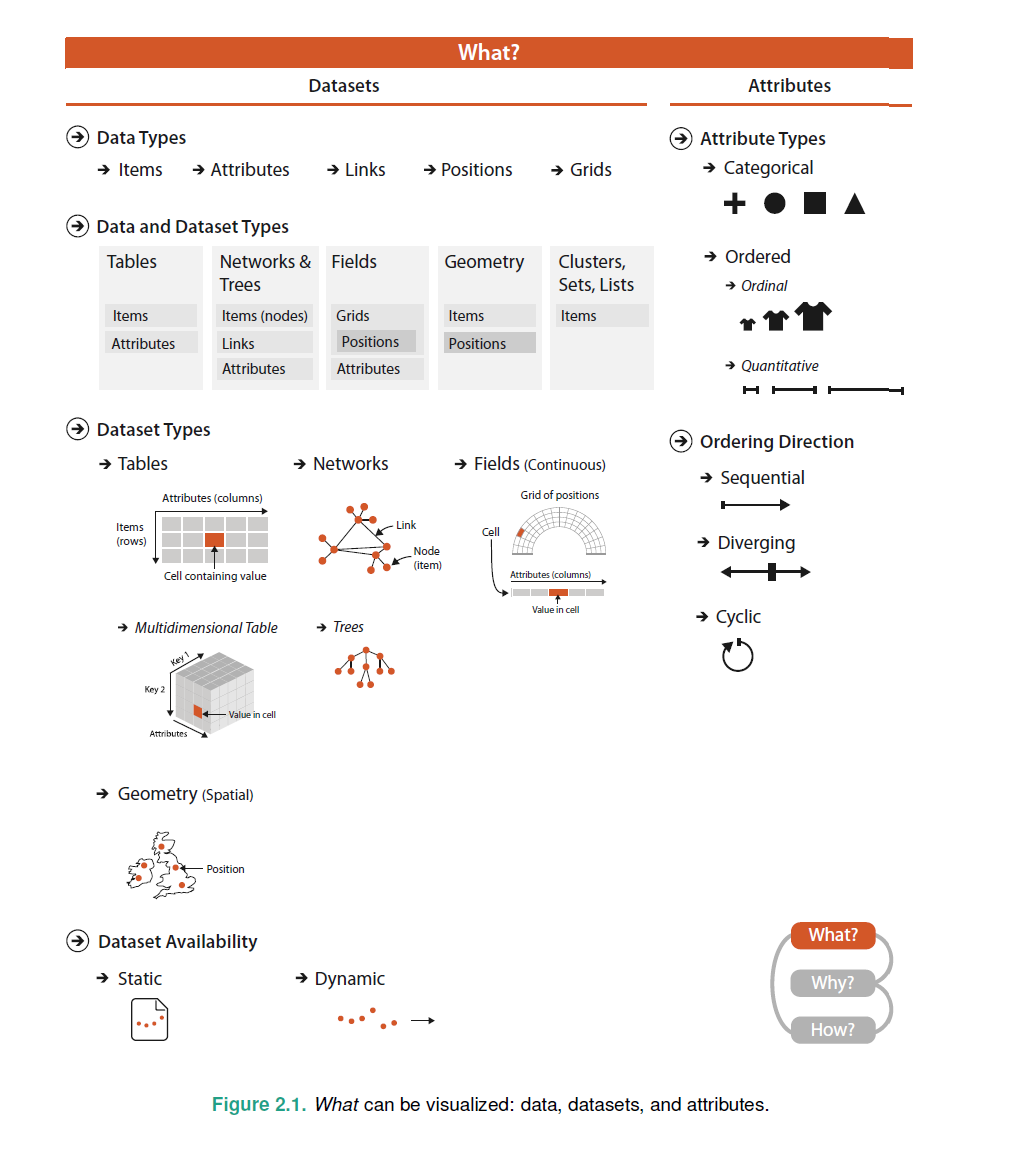 What?
Datasets
Attributes
Data Types
Items
Attributes
Links
Positions
Grids
Data and Dataset Types
Tables
Items
Attributes
Networks &
Trees
Items (nodes)
Links
Attributes
Fields
Grids
Positions
Attributes
Geometry
Items
Positions
Clusters,
Sets, Lists
Items
Dataset Types
Tables
Attributes (columns)
Items
(rows)
Cell containing value
Networks
Link
Node
(item)
Fields (Continuous)
Grid of positions
Cell
Attributes (columns)
Value in cell
Multidimensional Table
Key 1
Key 2
Value in cell
Attributes
Trees
Geometry (Spatial)
Position
Dataset Availability
Static
Dynamic
Attribute Types
Categorical
Ordered
Ordinal
Quantitative
Ordering Direction
Sequential
Diverging
Cyclic
What?
Why?
How?
Figure 2.1. What can be visualized: data, datasets, and attributes.